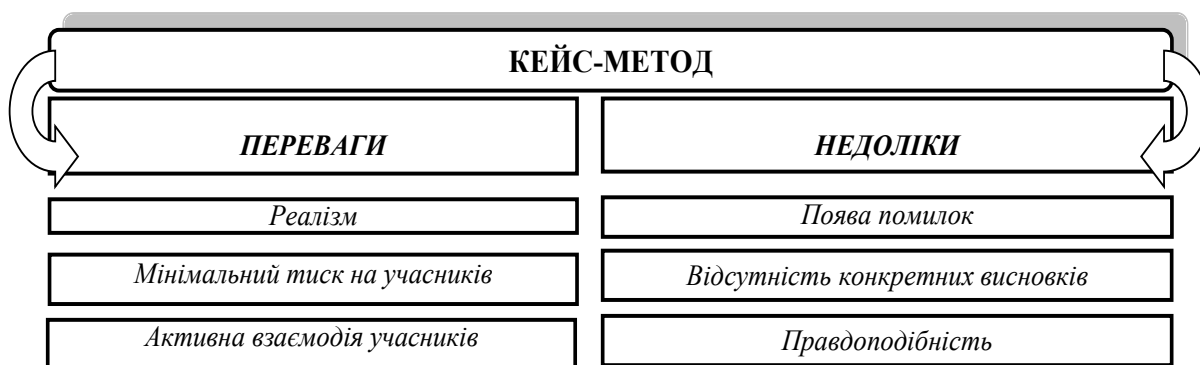 КЕЙС-МЕТОД
ПЕРЕВАГИ
НЕДОЛІКИ
Реалізм
Поява помилок
Мінімальний тиск на учасників
Відсутність конкретних висновків
Активна взаємодія учасників
Правдоподібність